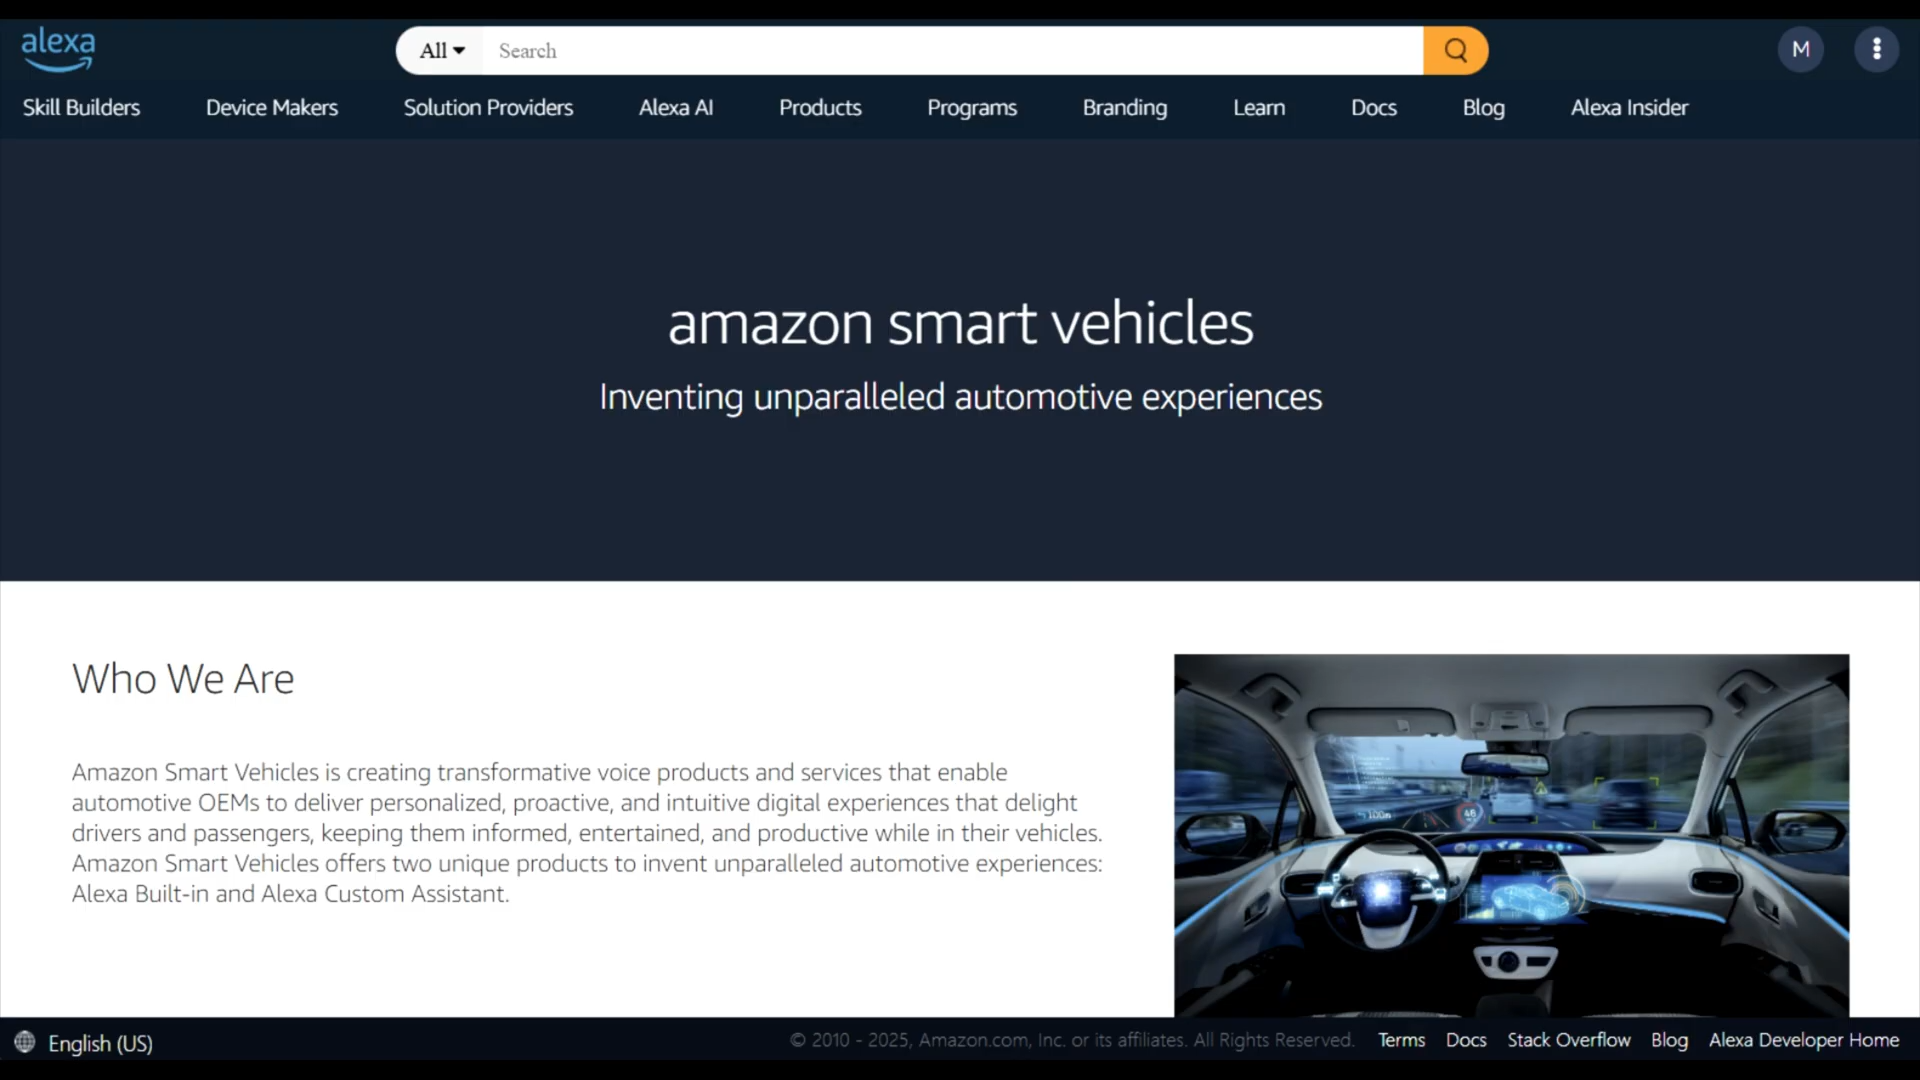 alexa
All
Search
M
Skill Builders
Device Makers
Solution Providers
Alexa AI
Products
Programs
Branding
Learn
Docs
Blog
Alexa Insider
amazon smart vehicles
Inventing unparalleled automotive experiences
Who We Are
Amazon Smart Vehicles is creating transformative voice products and services that enable
automotive OEMs to deliver personalized, proactive, and intuitive digital experiences that delight
drivers and passengers, keeping them informed, entertained, and productive while in their vehicles.
Amazon Smart Vehicles offers two unique products to invent unparalleled automotive experiences:
Alexa Built-in and Alexa Custom Assistant.
100m
46
English (US)
© 2010 - 2025, Amazon.com, Inc. or its affiliates. All Rights Reserved.
Terms
Docs
Stack Overflow
Blog
Alexa Developer Home